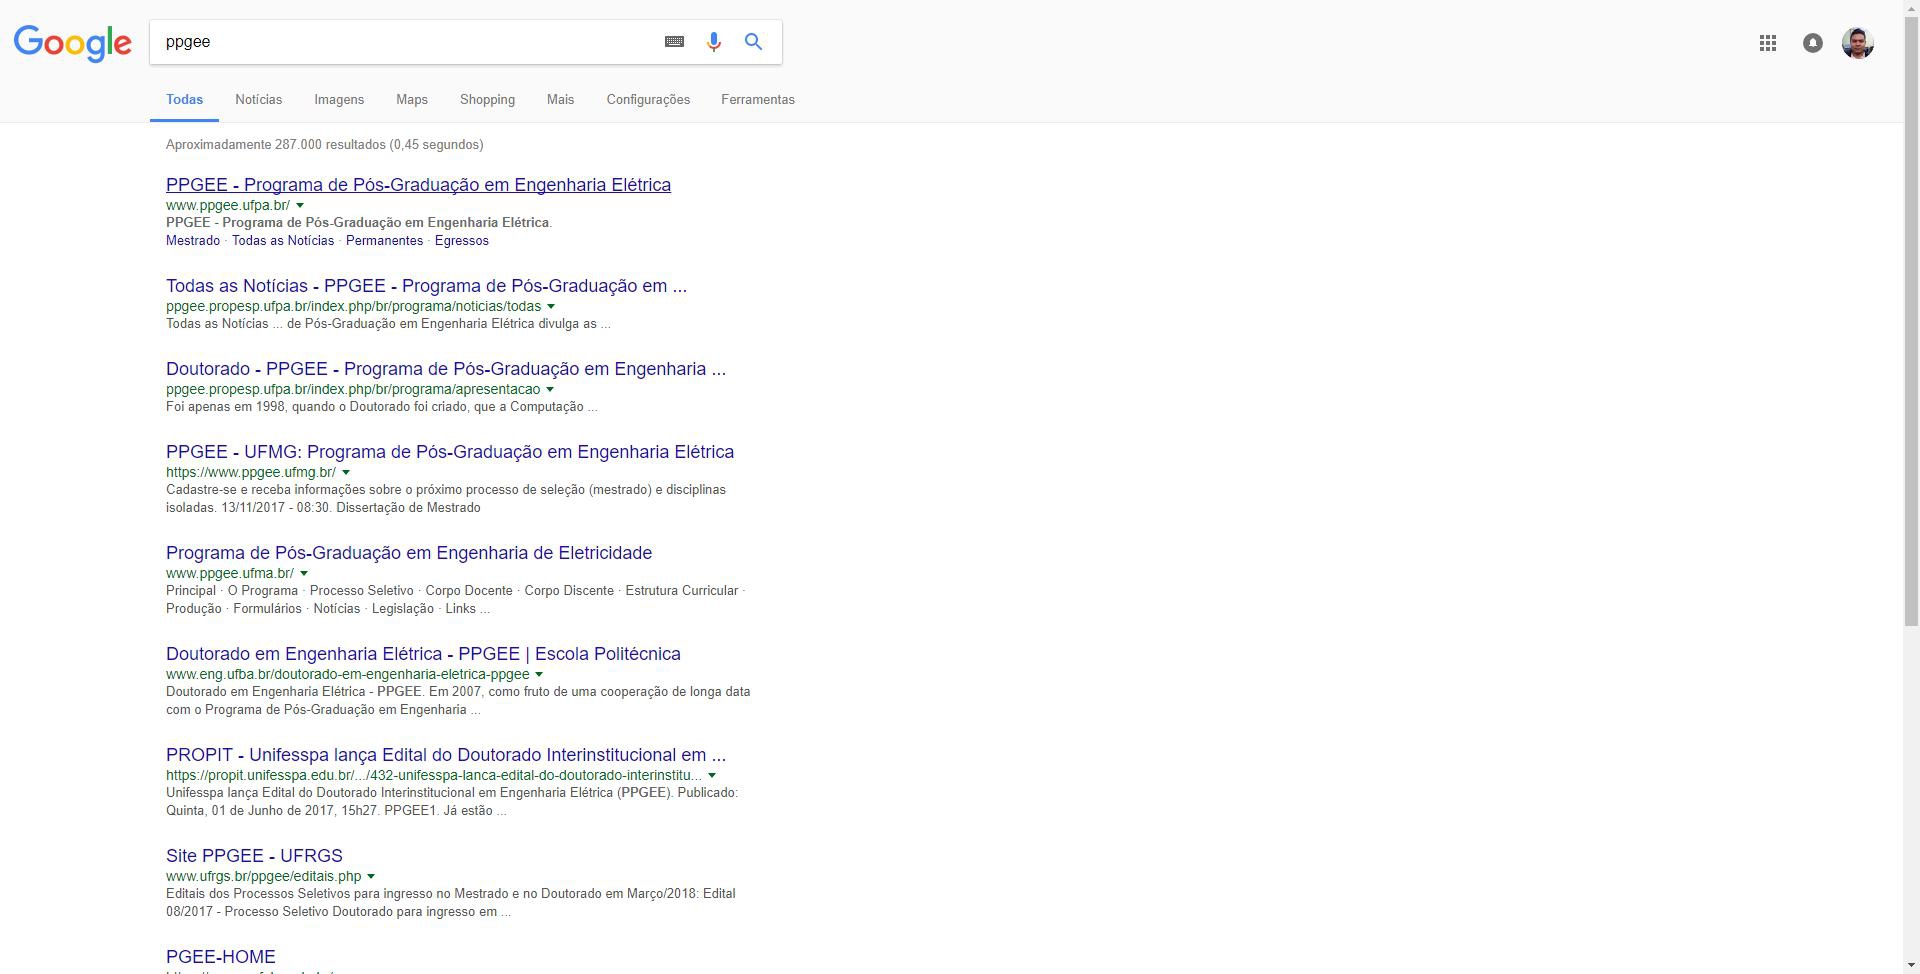 Google
ppgee
Todas Notícias Imagens Maps Shopping Mais Configurações Ferramentas
Aproximadamente 287.000 resultados (0,45 segundos)
PPGEE - Programa de Pós-Graduação em Engenharia Elétrica
www.ppgee.ufpa.br/
PPGEE - Programa de Pós-Graduação em Engenharia Elétrica.
Mestrado · Todas as Notícias · Permanentes · Egressos
Todas as Notícias - PPGEE - Programa de Pós-Graduação em ...
ppgee.propesp.ufpa.br/index.php/br/programa/noticias/todas
Todas as Notícias ... de Pós-Graduação em Engenharia Elétrica divulga as ...
Doutorado - PPGEE - Programa de Pós-Graduação em Engenharia ...
ppgee.propesp.ufpa.br/index.php/br/programa/apresentacao
Foi apenas em 1998, quando o Doutorado foi criado, que a Computação ...
PPGEE - UFMG: Programa de Pós-Graduação em Engenharia Elétrica
https://www.ppgee.ufmg.br/
Cadastre-se e receba informações sobre o próximo processo de seleção (mestrado) e disciplinas
isoladas. 13/11/2017 - 08:30. Dissertação de Mestrado
Programa de Pós-Graduação em Engenharia de Eletricidade
www.ppgee.ufma.br/
Principal · O Programa · Processo Seletivo · Corpo Docente · Corpo Discente · Estrutura Curricular ·
Produção · Formulários · Notícias · Legislação · Links ...
Doutorado em Engenharia Elétrica - PPGEE | Escola Politécnica
www.eng.ufba.br/doutorado-em-engenharia-eletrica-ppgee
Doutorado em Engenharia Elétrica - PPGEE. Em 2007, como fruto de uma cooperação de longa data
com o Programa de Pós-Graduação em Engenharia ...
PROPIT - Unifesspa lança Edital do Doutorado Interinstitucional em ...
https://propit.unifesspa.edu.br/.../432-unifesspa-lanca-edital-do-doutorado-interinstitu...
Unifesspa lança Edital do Doutorado Interinstitucional em Engenharia Elétrica (PPGEE). Publicado:
Quinta, 01 de Junho de 2017, 15h27. PPGEE1. Já estão ...
Site PPGEE - UFRGS
www.ufrgs.br/ppgee/editais.php
Editais dos Processos Seletivos para ingresso no Mestrado e no Doutorado em Março/2018: Edital
08/2017 - Processo Seletivo Doutorado para ingresso em ...
PGEE-HOME